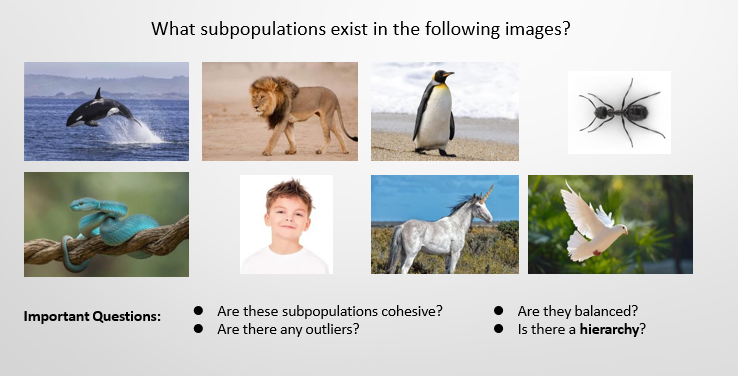 What subpopulations exist in the following images?
Important Questions:
● Are these subpopulations cohesive?
● Are there any outliers?
● Are they balanced?
● Is there a hierarchy?